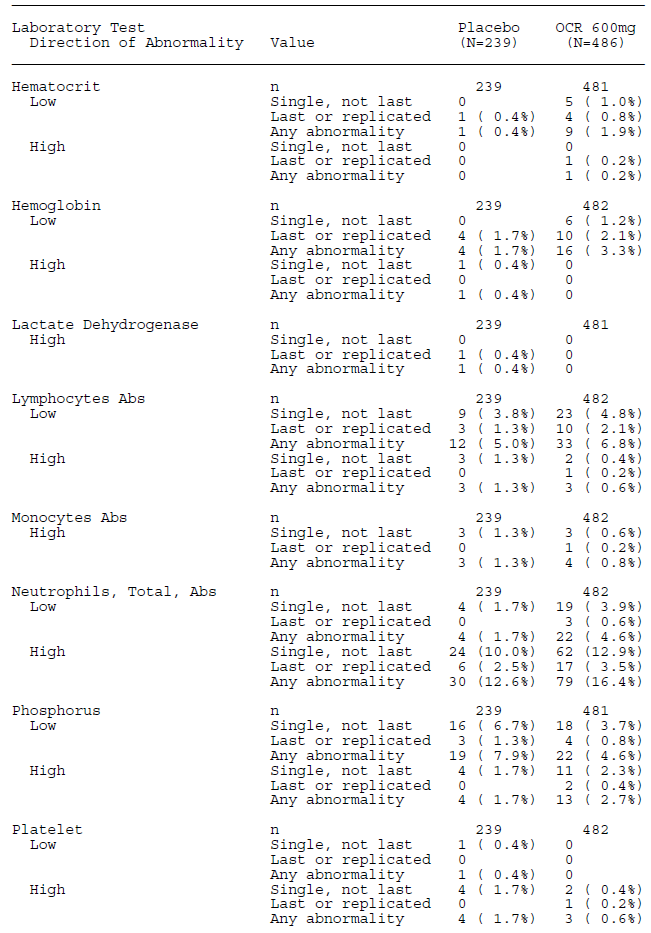 Laboratory Test                                   Placebo     OCR 600mg
  Direction of Abnormality   Value                (N=239)      (N=486)
Hematocrit                   n                      239         481
  Low                        Single, not last     0           5 ( 1.0%)
                             Last or replicated   1 ( 0.4%)   4 ( 0.8%)
                             Any abnormality      1 ( 0.4%)   9 ( 1.9%)
  High                       Single, not last     0           0
                             Last or replicated   0           1 ( 0.2%)
                             Any abnormality      0           1 ( 0.2%)
Hemoglobin                   n                      239         482
  Low                        Single, not last     0           6 ( 1.2%)
                             Last or replicated   4 ( 1.7%)  10 ( 2.1%)
                             Any abnormality      4 ( 1.7%)  16 ( 3.3%)
  High                       Single, not last     1 ( 0.4%)   0
                             Last or replicated   0           0
                             Any abnormality      1 ( 0.4%)   0
Lactate Dehydrogenase        n                      239         481
  High                       Single, not last     0           0
                             Last or replicated   1 ( 0.4%)   0
                             Any abnormality      1 ( 0.4%)   0
Lymphocytes Abs              n                      239         482
  Low                        Single, not last     9 ( 3.8%)  23 ( 4.8%)
                             Last or replicated   3 ( 1.3%)  10 ( 2.1%)
                             Any abnormality     12 ( 5.0%)  33 ( 6.8%)
  High                       Single, not last     3 ( 1.3%)   2 ( 0.4%)
                             Last or replicated   0           1 ( 0.2%)
                             Any abnormality      3 ( 1.3%)   3 ( 0.6%)
Monocytes Abs                n                      239         482
  High                       Single, not last     3 ( 1.3%)   3 ( 0.6%)
                             Last or replicated   0           1 ( 0.2%)
                             Any abnormality      3 ( 1.3%)   4 ( 0.8%)
Neutrophils, Total, Abs      n                      239         482
  Low                        Single, not last     4 ( 1.7%)  19 ( 3.9%)
                             Last or replicated   0           3 ( 0.6%)
                             Any abnormality      4 ( 1.7%)  22 ( 4.6%)
  High                       Single, not last    24 (10.0%)  62 (12.9%)
                             Last or replicated   6 ( 2.5%)  17 ( 3.5%)
                             Any abnormality     30 (12.6%)  79 (16.4%)
Phosphorus                   n                      239         481
  Low                        Single, not last    16 ( 6.7%)  18 ( 3.7%)
                             Last or replicated   3 ( 1.3%)   4 ( 0.8%)
                             Any abnormality     19 ( 7.9%)  22 ( 4.6%)
  High                       Single, not last     4 ( 1.7%)  11 ( 2.3%)
                             Last or replicated   0           2 ( 0.4%)
                             Any abnormality      4 ( 1.7%)  13 ( 2.7%)
Platelet                     n                      239         482
  Low                        Single, not last     1 ( 0.4%)   0
                             Last or replicated   0           0
                             Any abnormality      1 ( 0.4%)   0
  High                       Single, not last     4 ( 1.7%)   2 ( 0.4%)
                             Last or replicated   0           1 ( 0.2%)
                             Any abnormality      4 ( 1.7%)   3 ( 0.6%)